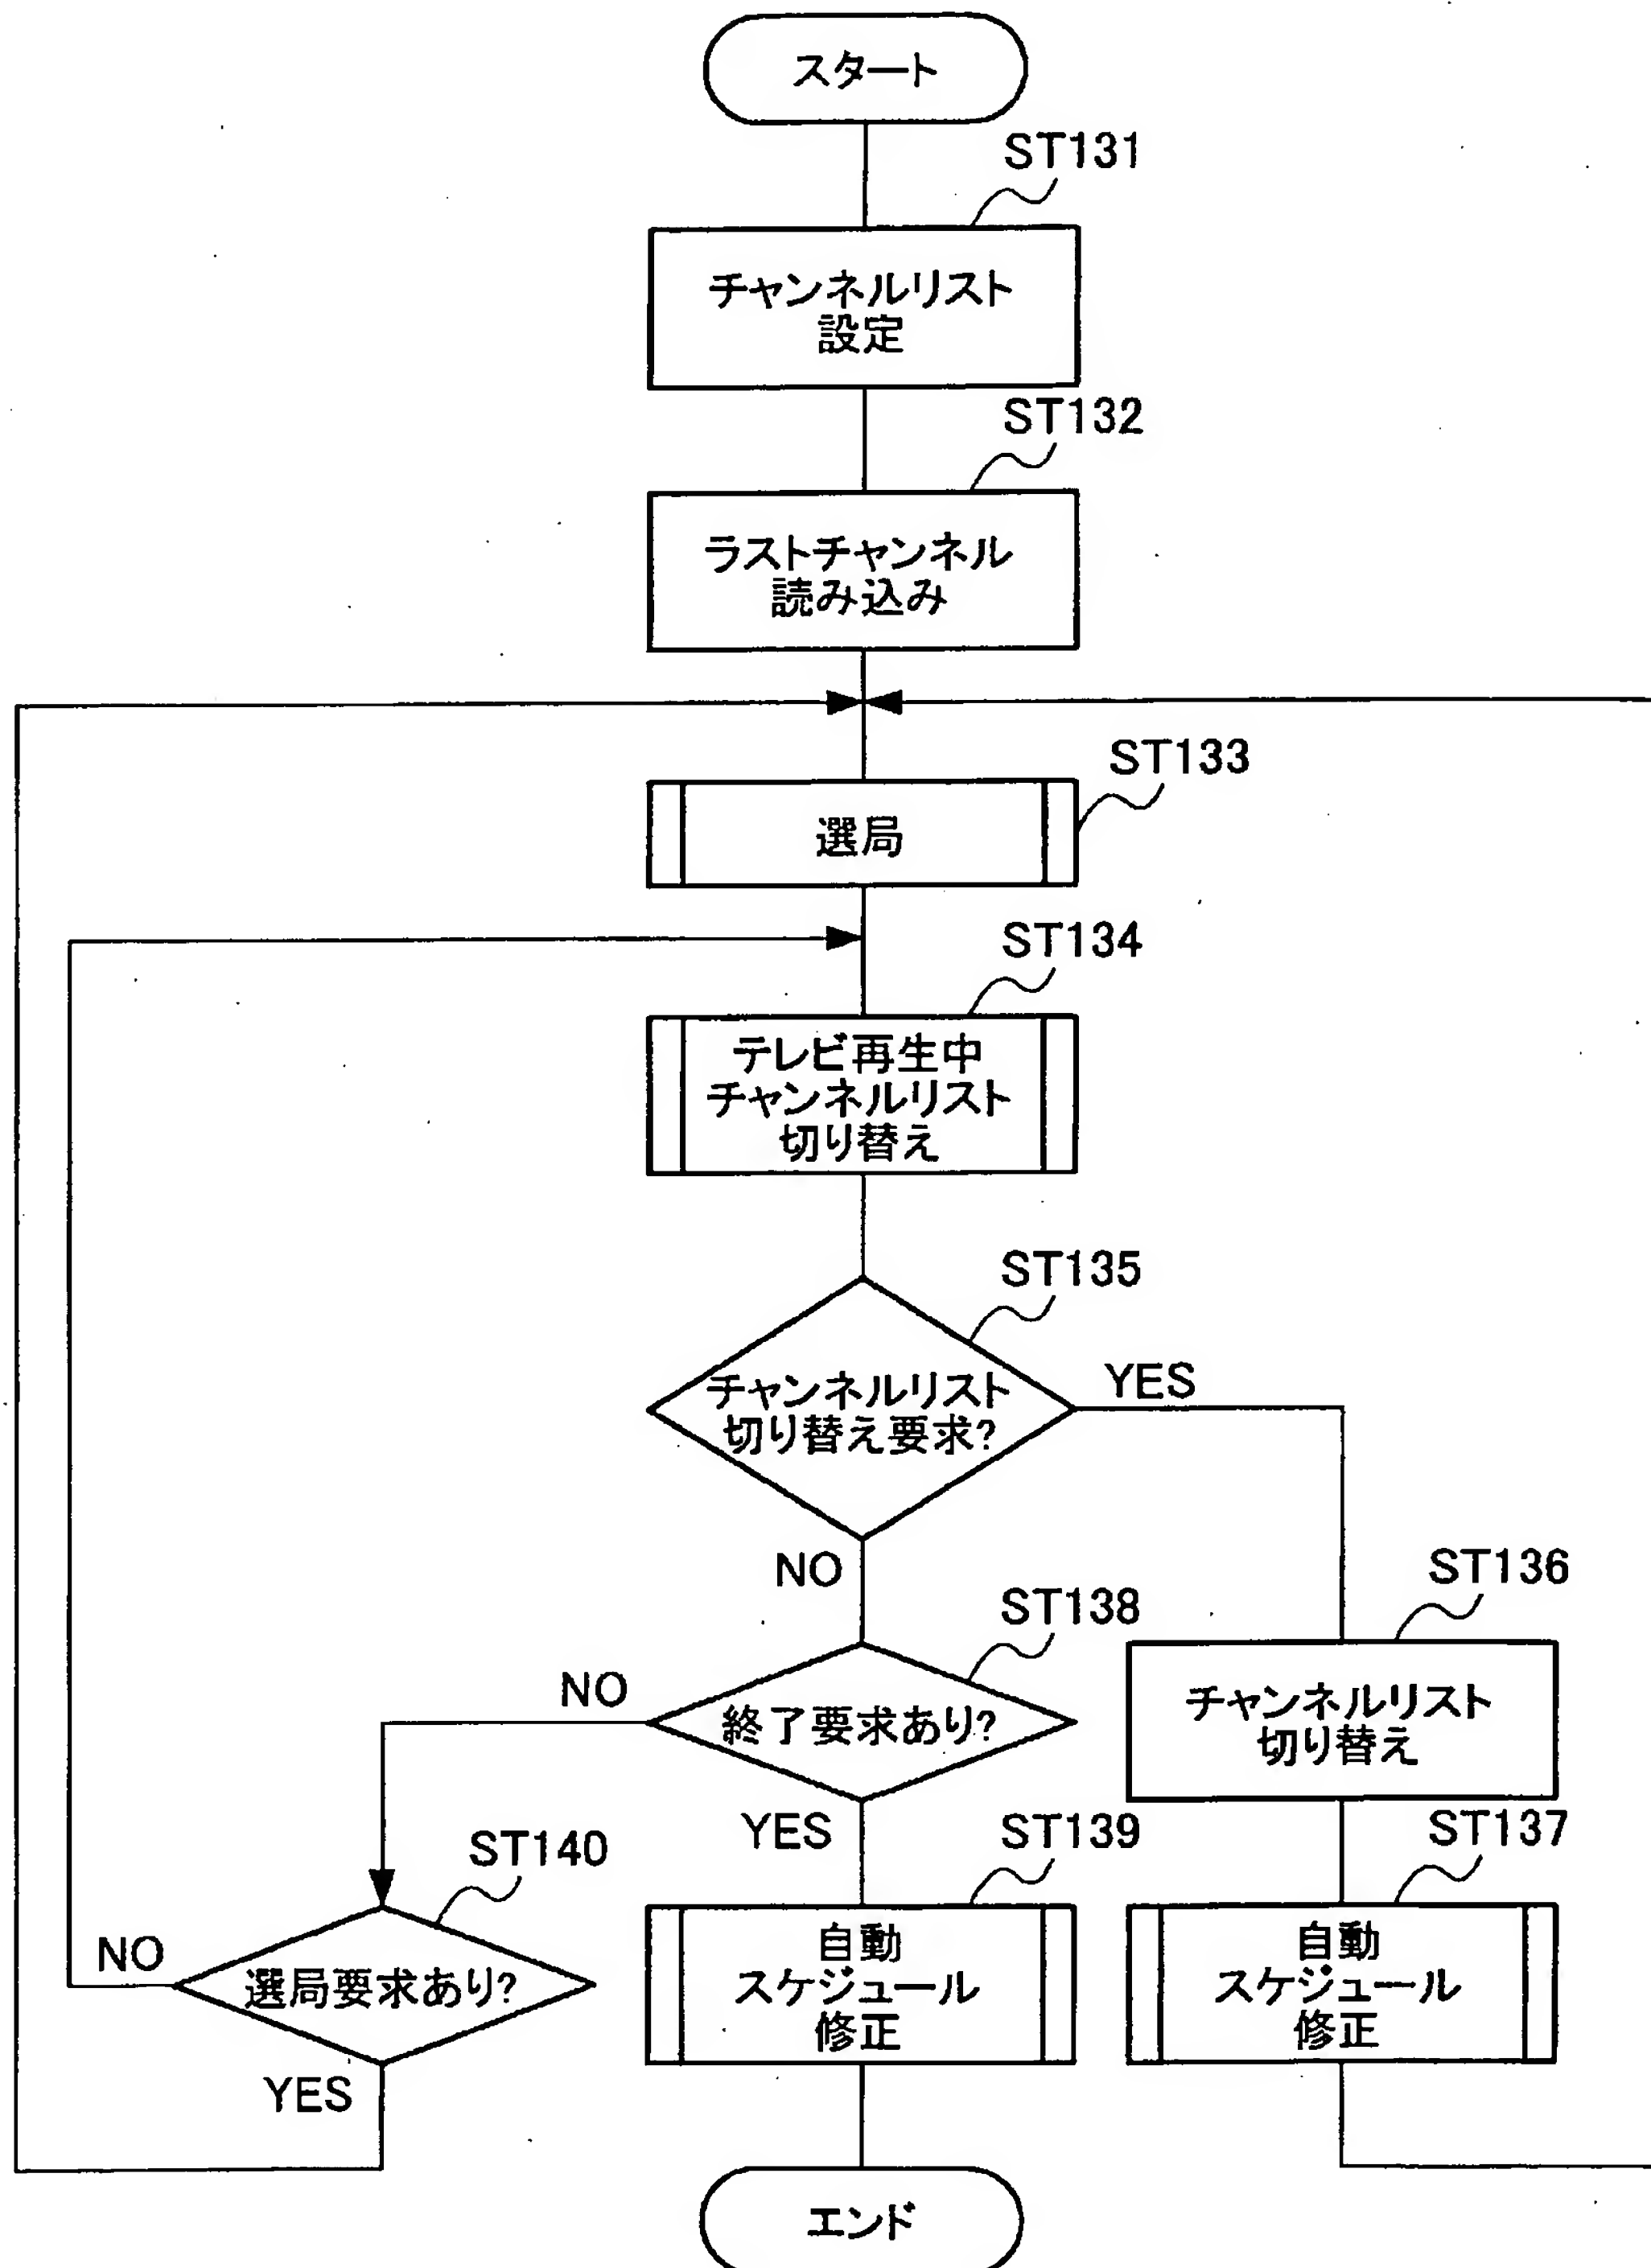 スタート
ST131
チャンネルリスト
設定
ST132
ラストチャンネル
読み込み
ST133
選局
ST134
テレビ再生中
チャンネルリスト
切り替え
ST135
チャンネルリスト
切り替え要求?
YES
NO
ST136
チャンネルリスト
切り替え
ST138
終了要求あり?
NO
YES
ST137
自動
スケジュール
修正
ST139
自動
スケジュール
修正
ST140
選局要求あり?
NO
YES
エンド